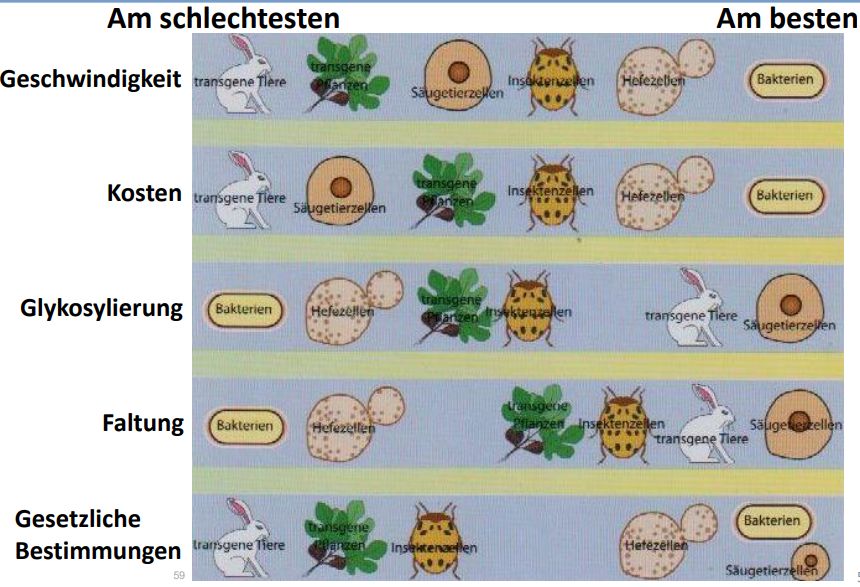 Am schlechtesten Am besten
Geschwindigkeit transgene Tiere transgene Pflanzen Säugetierzellen Insektenzellen Hefezellen Bakterien
Kosten transgene Tiere Säugetierzellen transgene Pflanzen Insektenzellen Hefezellen Bakterien
Glykosylierung Bakterien Hefezellen transgene Pflanzen Insektenzellen transgene Tiere Säugetierzellen
Faltung Bakterien Hefezellen transgene Pflanzen Insektenzellen transgene Tiere Säugetierzellen
Gesetzliche
Bestimmungen transgene Tiere transgene Pflanzen Insektenzellen Hefezellen Bakterien Säugetierzellen
59